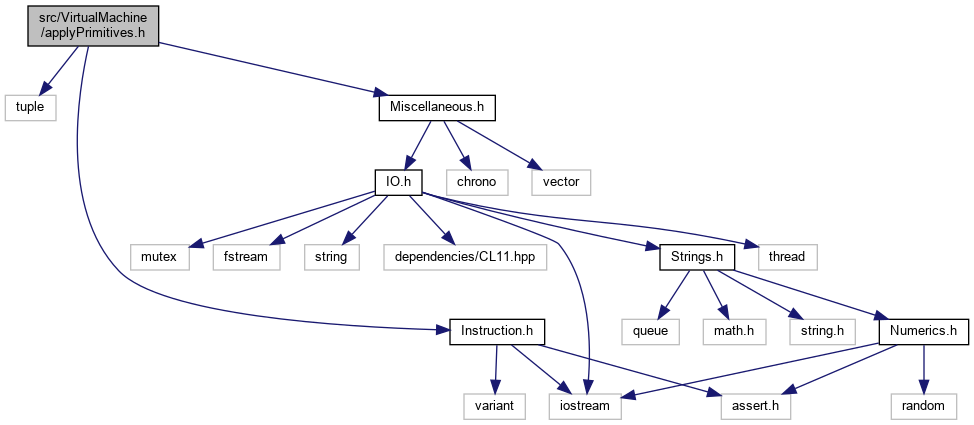 src/VirtualMachine
/applyPrimitives.h
tuple
Miscellaneous.h
IO.h
chrono
vector
mutex
fstream
string
dependencies/CL11.hpp
Strings.h
thread
Instruction.h
queue
math.h
string.h
Numerics.h
variant
iostream
assert.h
random